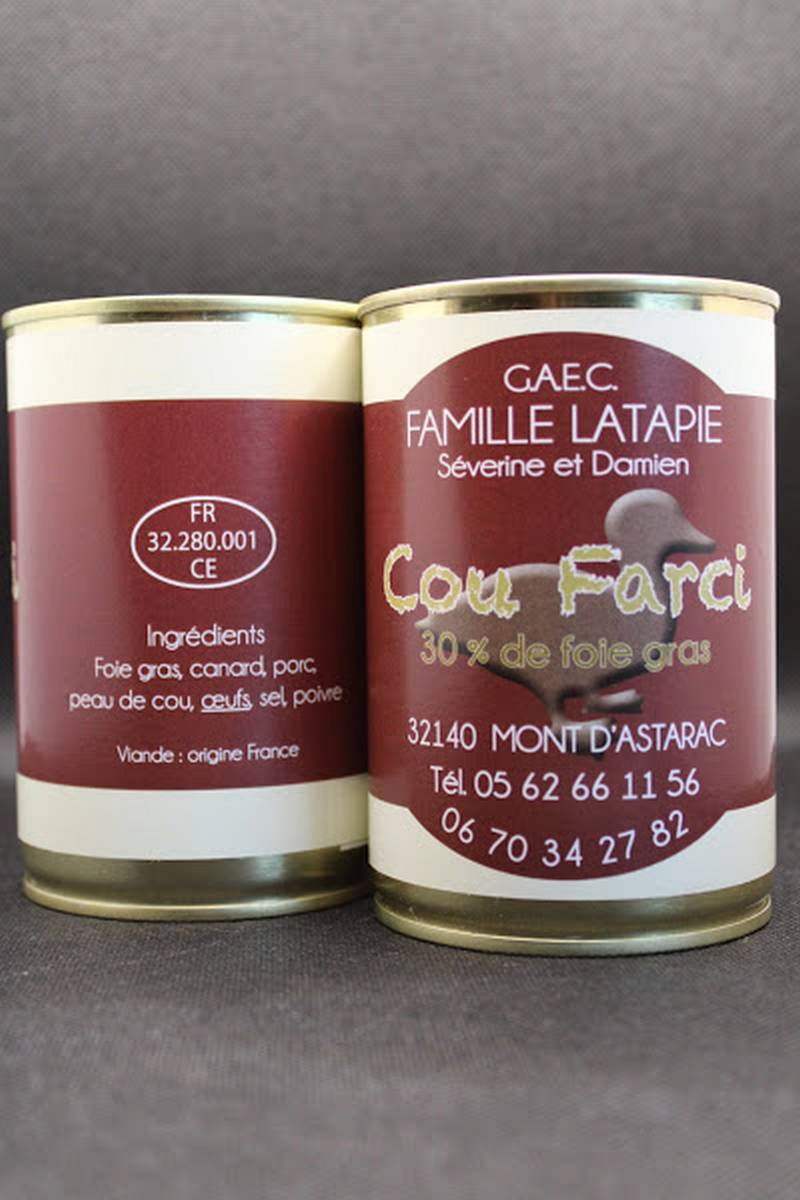 FR
32.280.001
CE
Ingrédients
Foie gras, canard, porc,
peau de cou, œufs, sel, poivre
Viande : origine France
G.A.E.C.
FAMILLE LATAPIE
Séverine et Damien
Cou Farci
30 % de foie gras
32140 MONT D'ASTARAC
Tél. 05 62 66 11 56
06 70 34 27 82